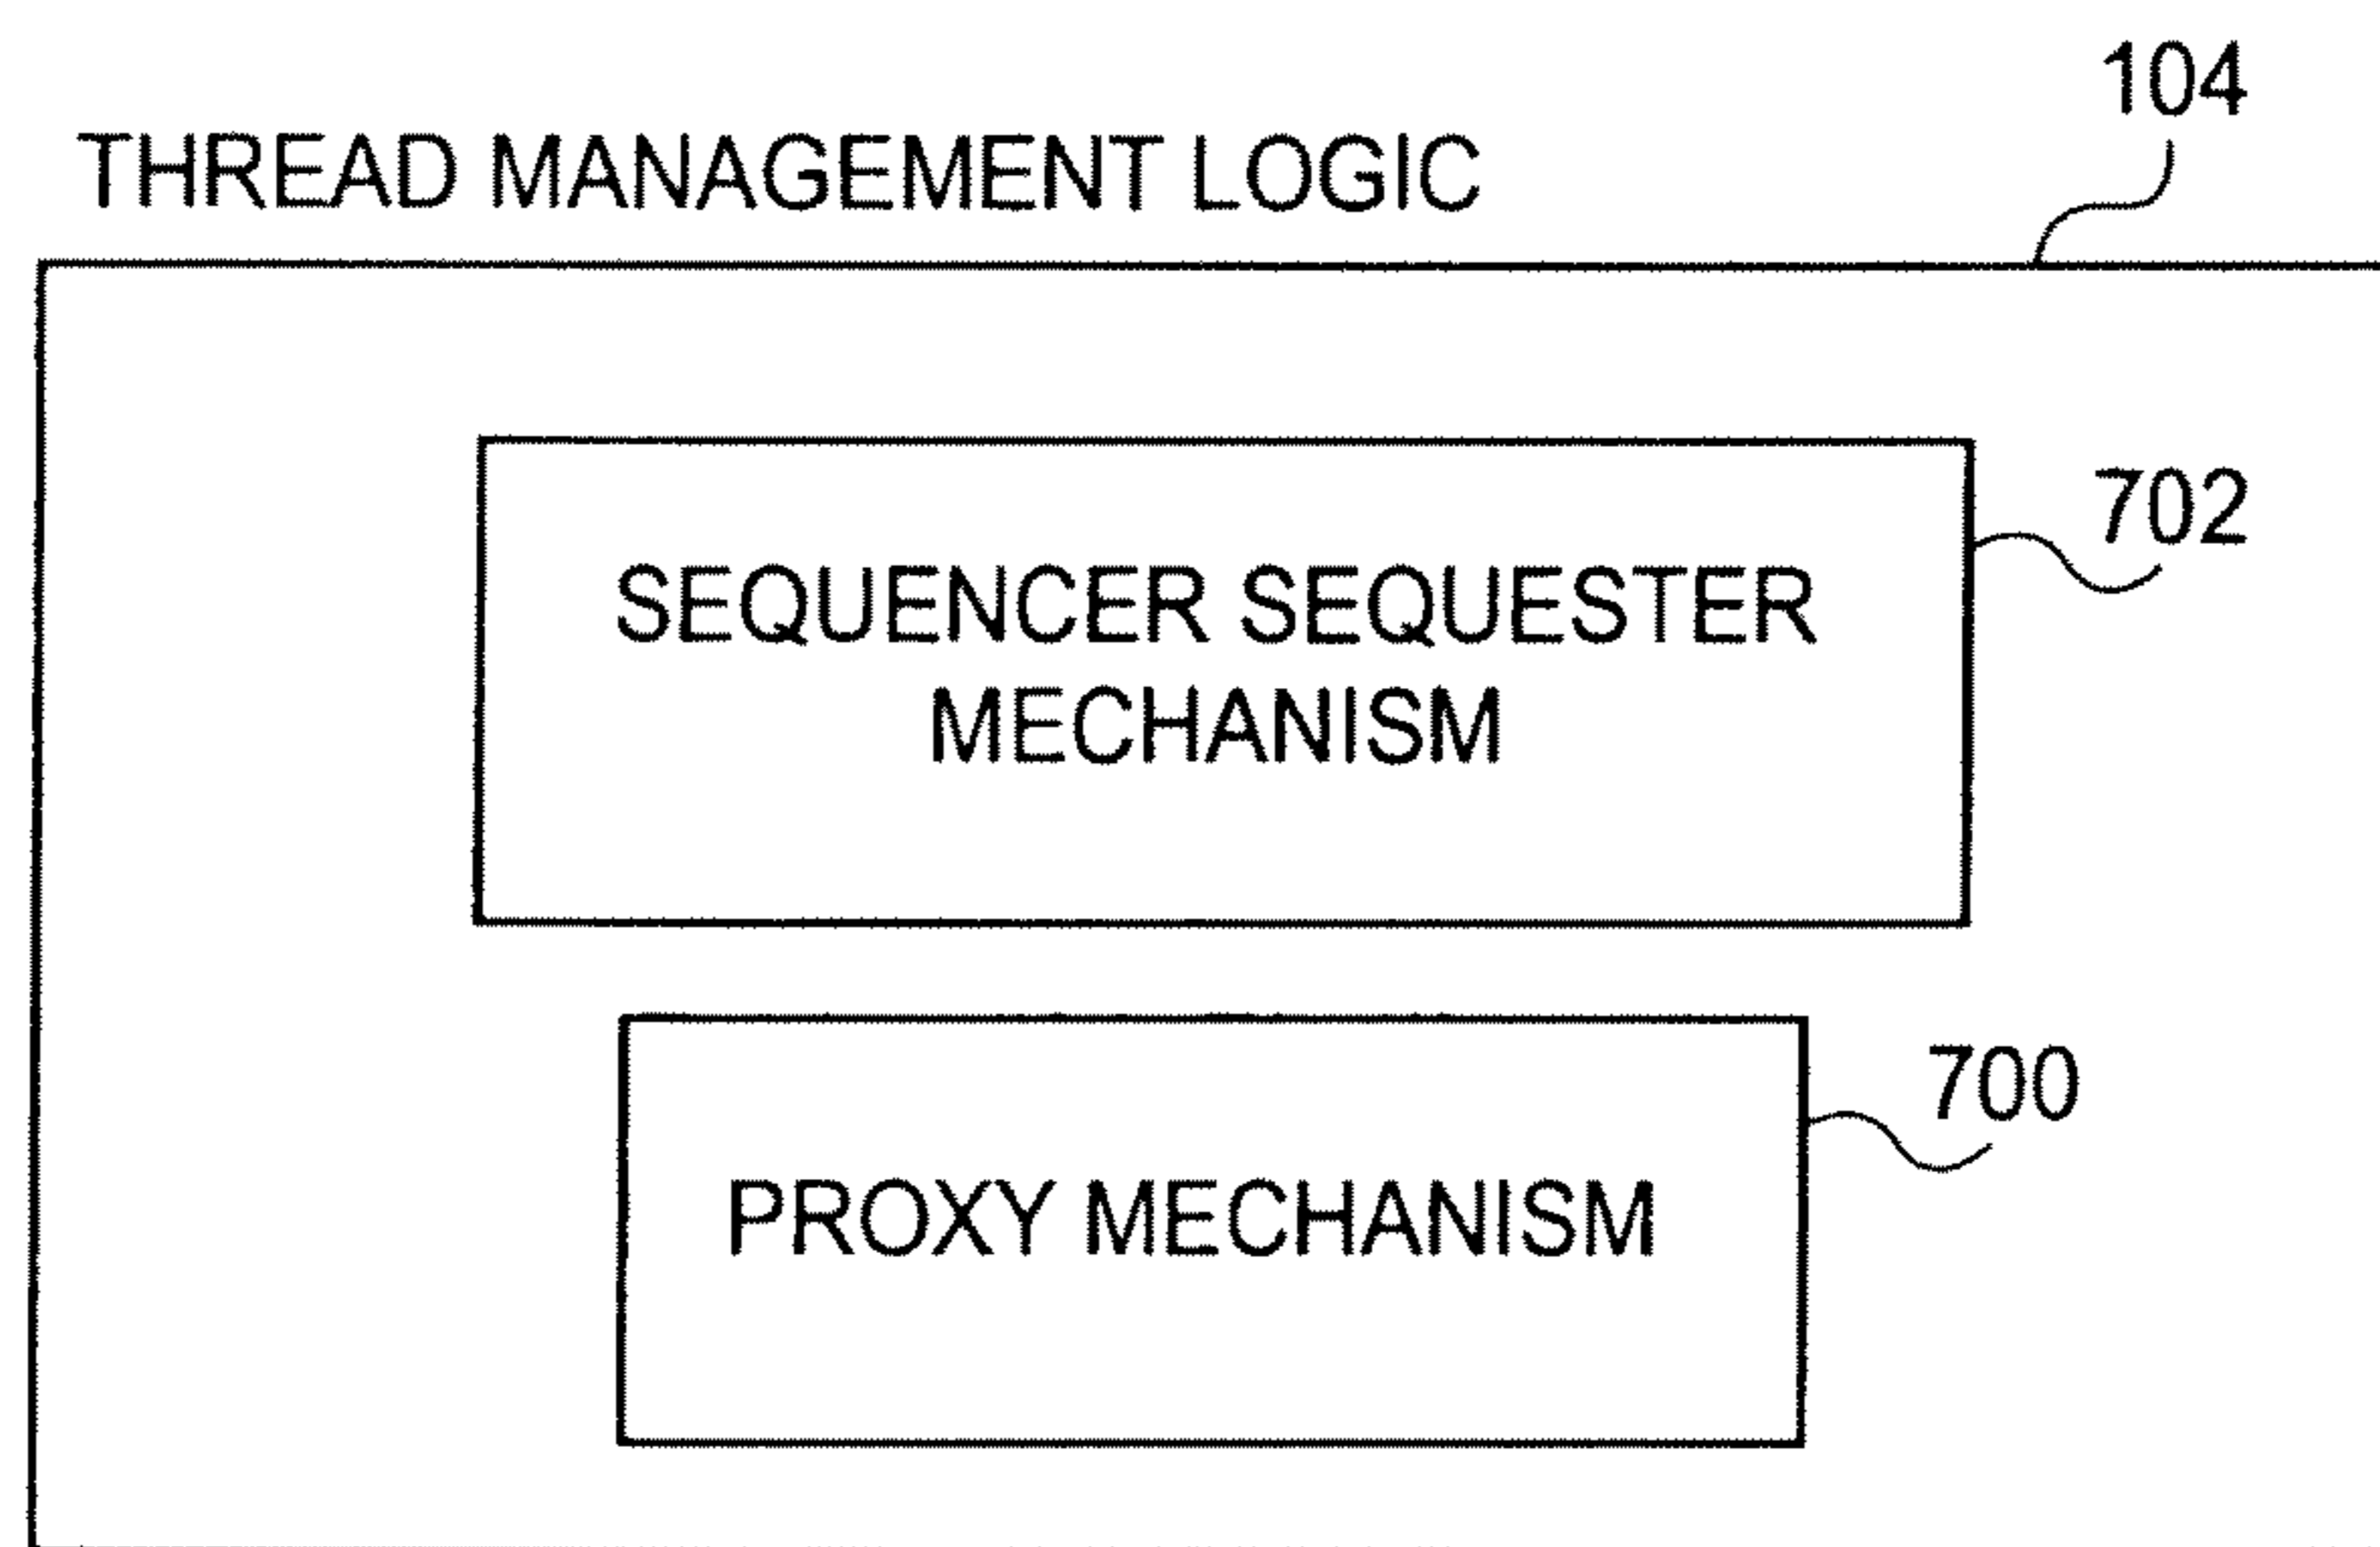 104
THREAD MANAGEMENT LOGIC
702
SEQUENCER SEQUESTER
MECHANISM
700
PROXY MECHANISM